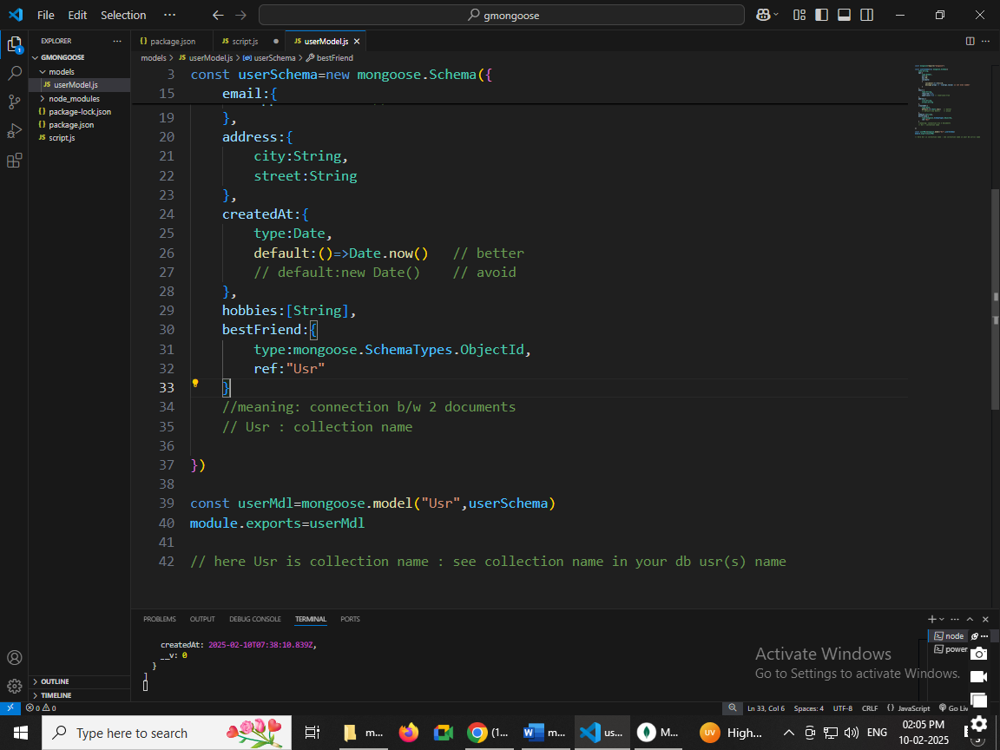 File Edit Selection ··· gmongoose
EXPLORER ···
GMONGOOSE
models
JS userModel.js
node_modules
{} package-lock.json
{} package.json
JS script.js
OUTLINE
TIMELINE
{} package.json JS script.js JS userModel.js
models > JS userModel.js > userSchema > bestFriend
3 const userSchema=new mongoose.Schema({
15 email:{
19 },
20 address:{
21 city:String,
22 street:String
23 },
24 createdAt:{
25 type:Date,
26 default:()=>Date.now() // better
27 // default:new Date() // avoid
28 },
29 hobbies:[String],
30 bestFriend:{
31 type:mongoose.SchemaTypes.ObjectId,
32 ref:"Usr"
33 }
34 //meaning: connection b/w 2 documents
35 // Usr : collection name
36
37 })
38
39 const userMdl=mongoose.model("Usr",userSchema)
40 module.exports=userMdl
41
42 // here Usr is collection name : see collection name in your db usr(s) name
PROBLEMS OUTPUT DEBUG CONSOLE TERMINAL PORTS
createdAt: 2025-02-10T07:38:10.839Z,
__v: 0
}
]
node
power
Activate Windows
Go to Settings to activate Windows.
0 0 Ln 33, Col 6 Spaces: 4 UTF-8 CRLF {} JavaScript Go Liv
Type here to search m... (1... m... us... M... UV High... ENG 02:05 PM
10-02-2025